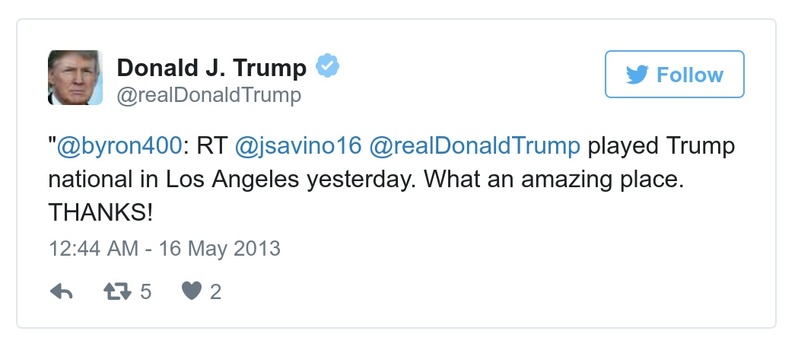 Donald J. Trump
@realDonaldTrump
Follow
"@byron400: RT @jsavino16 @realDonaldTrump played Trump
national in Los Angeles yesterday. What an amazing place.
THANKS!
12:44 AM - 16 May 2013
5 2